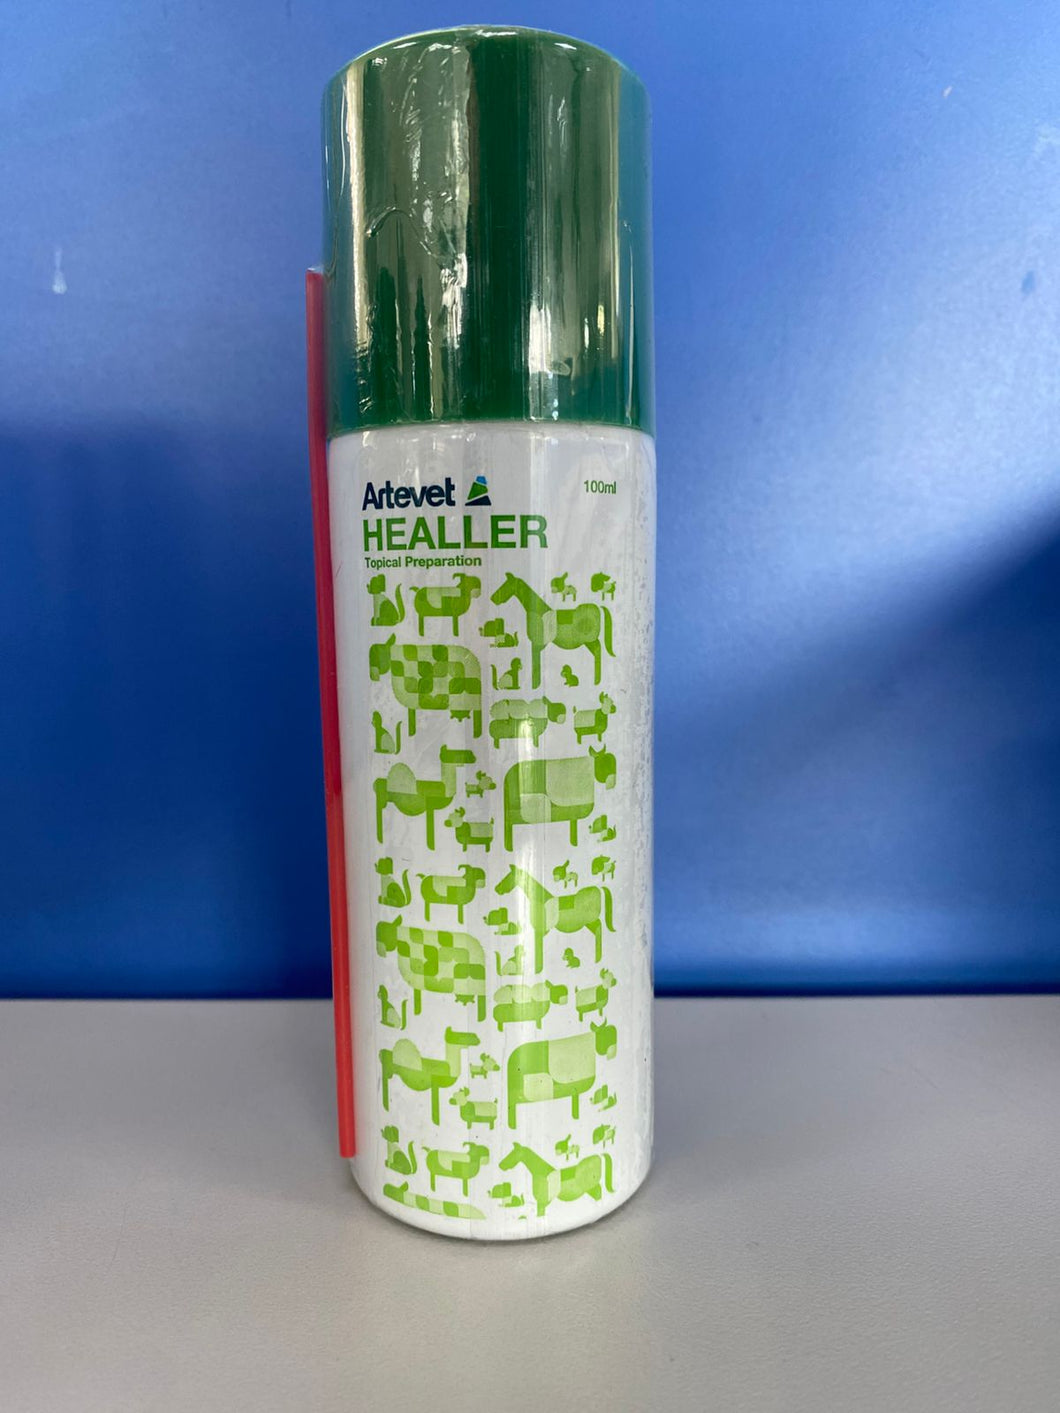 Artevet
100ml
HEALLER
Topical Preparation